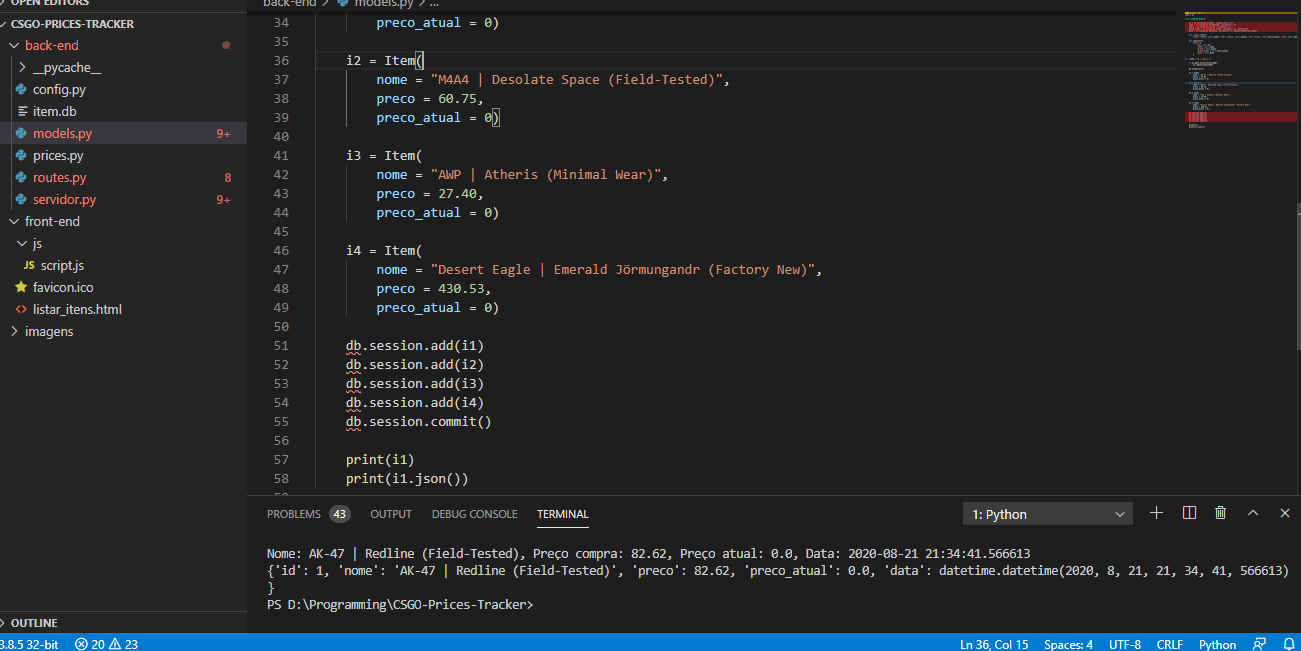 OPEN EDITORS
CSGO-PRICES-TRACKER
back-end
__pycache__
config.py
item.db
models.py 9+
prices.py
routes.py 8
servidor.py 9+
front-end
js
JS script.js
favicon.ico
<> listar_itens.html
imagens
OUTLINE
back-end > models.py > ...
34 preco_atual = 0)
35
36 i2 = Item(
37 nome = "M4A4 | Desolate Space (Field-Tested)",
38 preco = 60.75,
39 preco_atual = 0)
40
41 i3 = Item(
42 nome = "AWP | Atheris (Minimal Wear)",
43 preco = 27.40,
44 preco_atual = 0)
45
46 i4 = Item(
47 nome = "Desert Eagle | Emerald Jörmungandr (Factory New)",
48 preco = 430.53,
49 preco_atual = 0)
50
51 db.session.add(i1)
52 db.session.add(i2)
53 db.session.add(i3)
54 db.session.add(i4)
55 db.session.commit()
56
57 print(i1)
58 print(i1.json())
PROBLEMS 43 OUTPUT DEBUG CONSOLE TERMINAL 1: Python
Nome: AK-47 | Redline (Field-Tested), Preço compra: 82.62, Preço atual: 0.0, Data: 2020-08-21 21:34:41.566613
{'id': 1, 'nome': 'AK-47 | Redline (Field-Tested)', 'preco': 82.62, 'preco_atual': 0.0, 'data': datetime.datetime(2020, 8, 21, 21, 34, 41, 566613)
}
PS D:\Programming\CSGO-Prices-Tracker>
3.8.5 32-bit 20 23 Ln 36, Col 15 Spaces: 4 UTF-8 CRLF Python